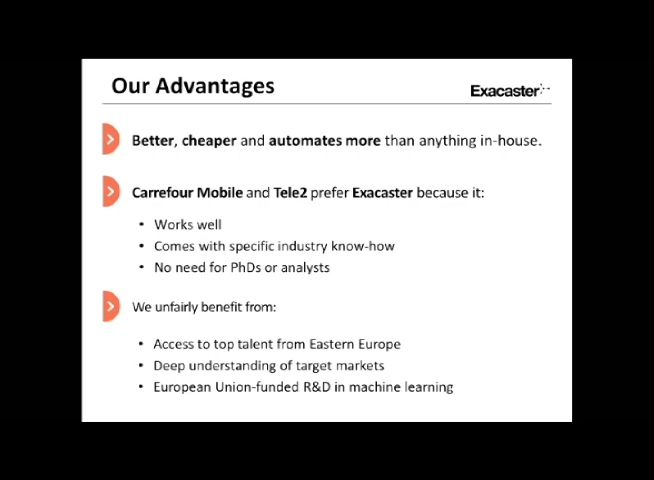 Our Advantages
Exacaster
Better, cheaper and automates more than anything in-house.
Carrefour Mobile and Tele2 prefer Exacaster because it:
• Works well
• Comes with specific industry know-how
• No need for PhDs or analysts
We unfairly benefit from:
• Access to top talent from Eastern Europe
• Deep understanding of target markets
• European Union-funded R&D in machine learning